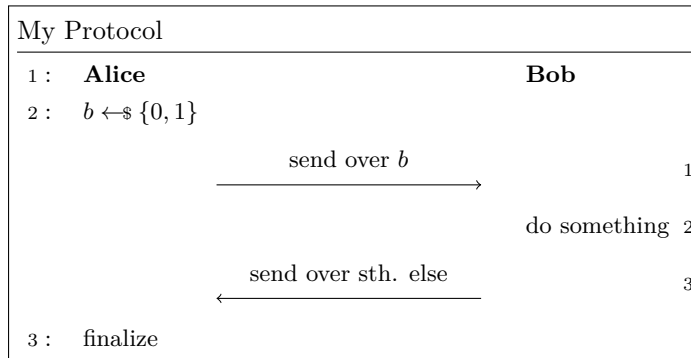 My Protocol
1 : Alice Bob
2 : b ←$ {0, 1}
send over b
1
do something 2
send over sth. else
3
3 : finalize